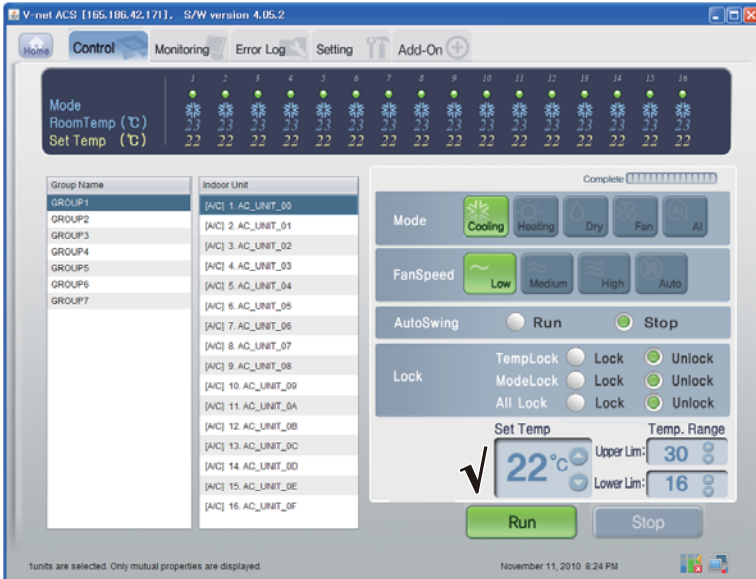 V-net ACS [165.186.42.171],   S/W version 4.05.2
Home Control Monitoring Error Log Setting Add-On
1 2 3 4 5 6 7 8 9 10 11 12 13 14 15 16
Mode
RoomTemp (℃) 23 23 23 23 23 23 23 23 23 23 23 23 23 23 23 23
Set Temp (℃) 22 22 22 22 22 22 22 22 22 22 22 22 22 22 22 22
Group Name
GROUP1
GROUP2
GROUP3
GROUP4
GROUP5
GROUP6
GROUP7
Indoor Unit
[A/C] 1. AC_UNIT_00
[A/C] 2. AC_UNIT_01
[A/C] 3. AC_UNIT_02
[A/C] 4. AC_UNIT_03
[A/C] 5. AC_UNIT_04
[A/C] 6. AC_UNIT_05
[A/C] 7. AC_UNIT_06
[A/C] 8. AC_UNIT_07
[A/C] 9. AC_UNIT_08
[A/C] 10. AC_UNIT_09
[A/C] 11. AC_UNIT_0A
[A/C] 12. AC_UNIT_0B
[A/C] 13. AC_UNIT_0C
[A/C] 14. AC_UNIT_0D
[A/C] 15. AC_UNIT_0E
[A/C] 16. AC_UNIT_0F
Complete
Mode Cooling Heating Dry Fan AI
FanSpeed Low Medium High Auto
AutoSwing Run Stop
Lock
TempLock Lock Unlock
ModeLock Lock Unlock
All Lock Lock Unlock
Set Temp Temp. Range
22°C
Upper Lim: 30
Lower Lim: 16
Run Stop
1units are selected. Only mutual properties are displayed. November 11, 2010  8:24 PM